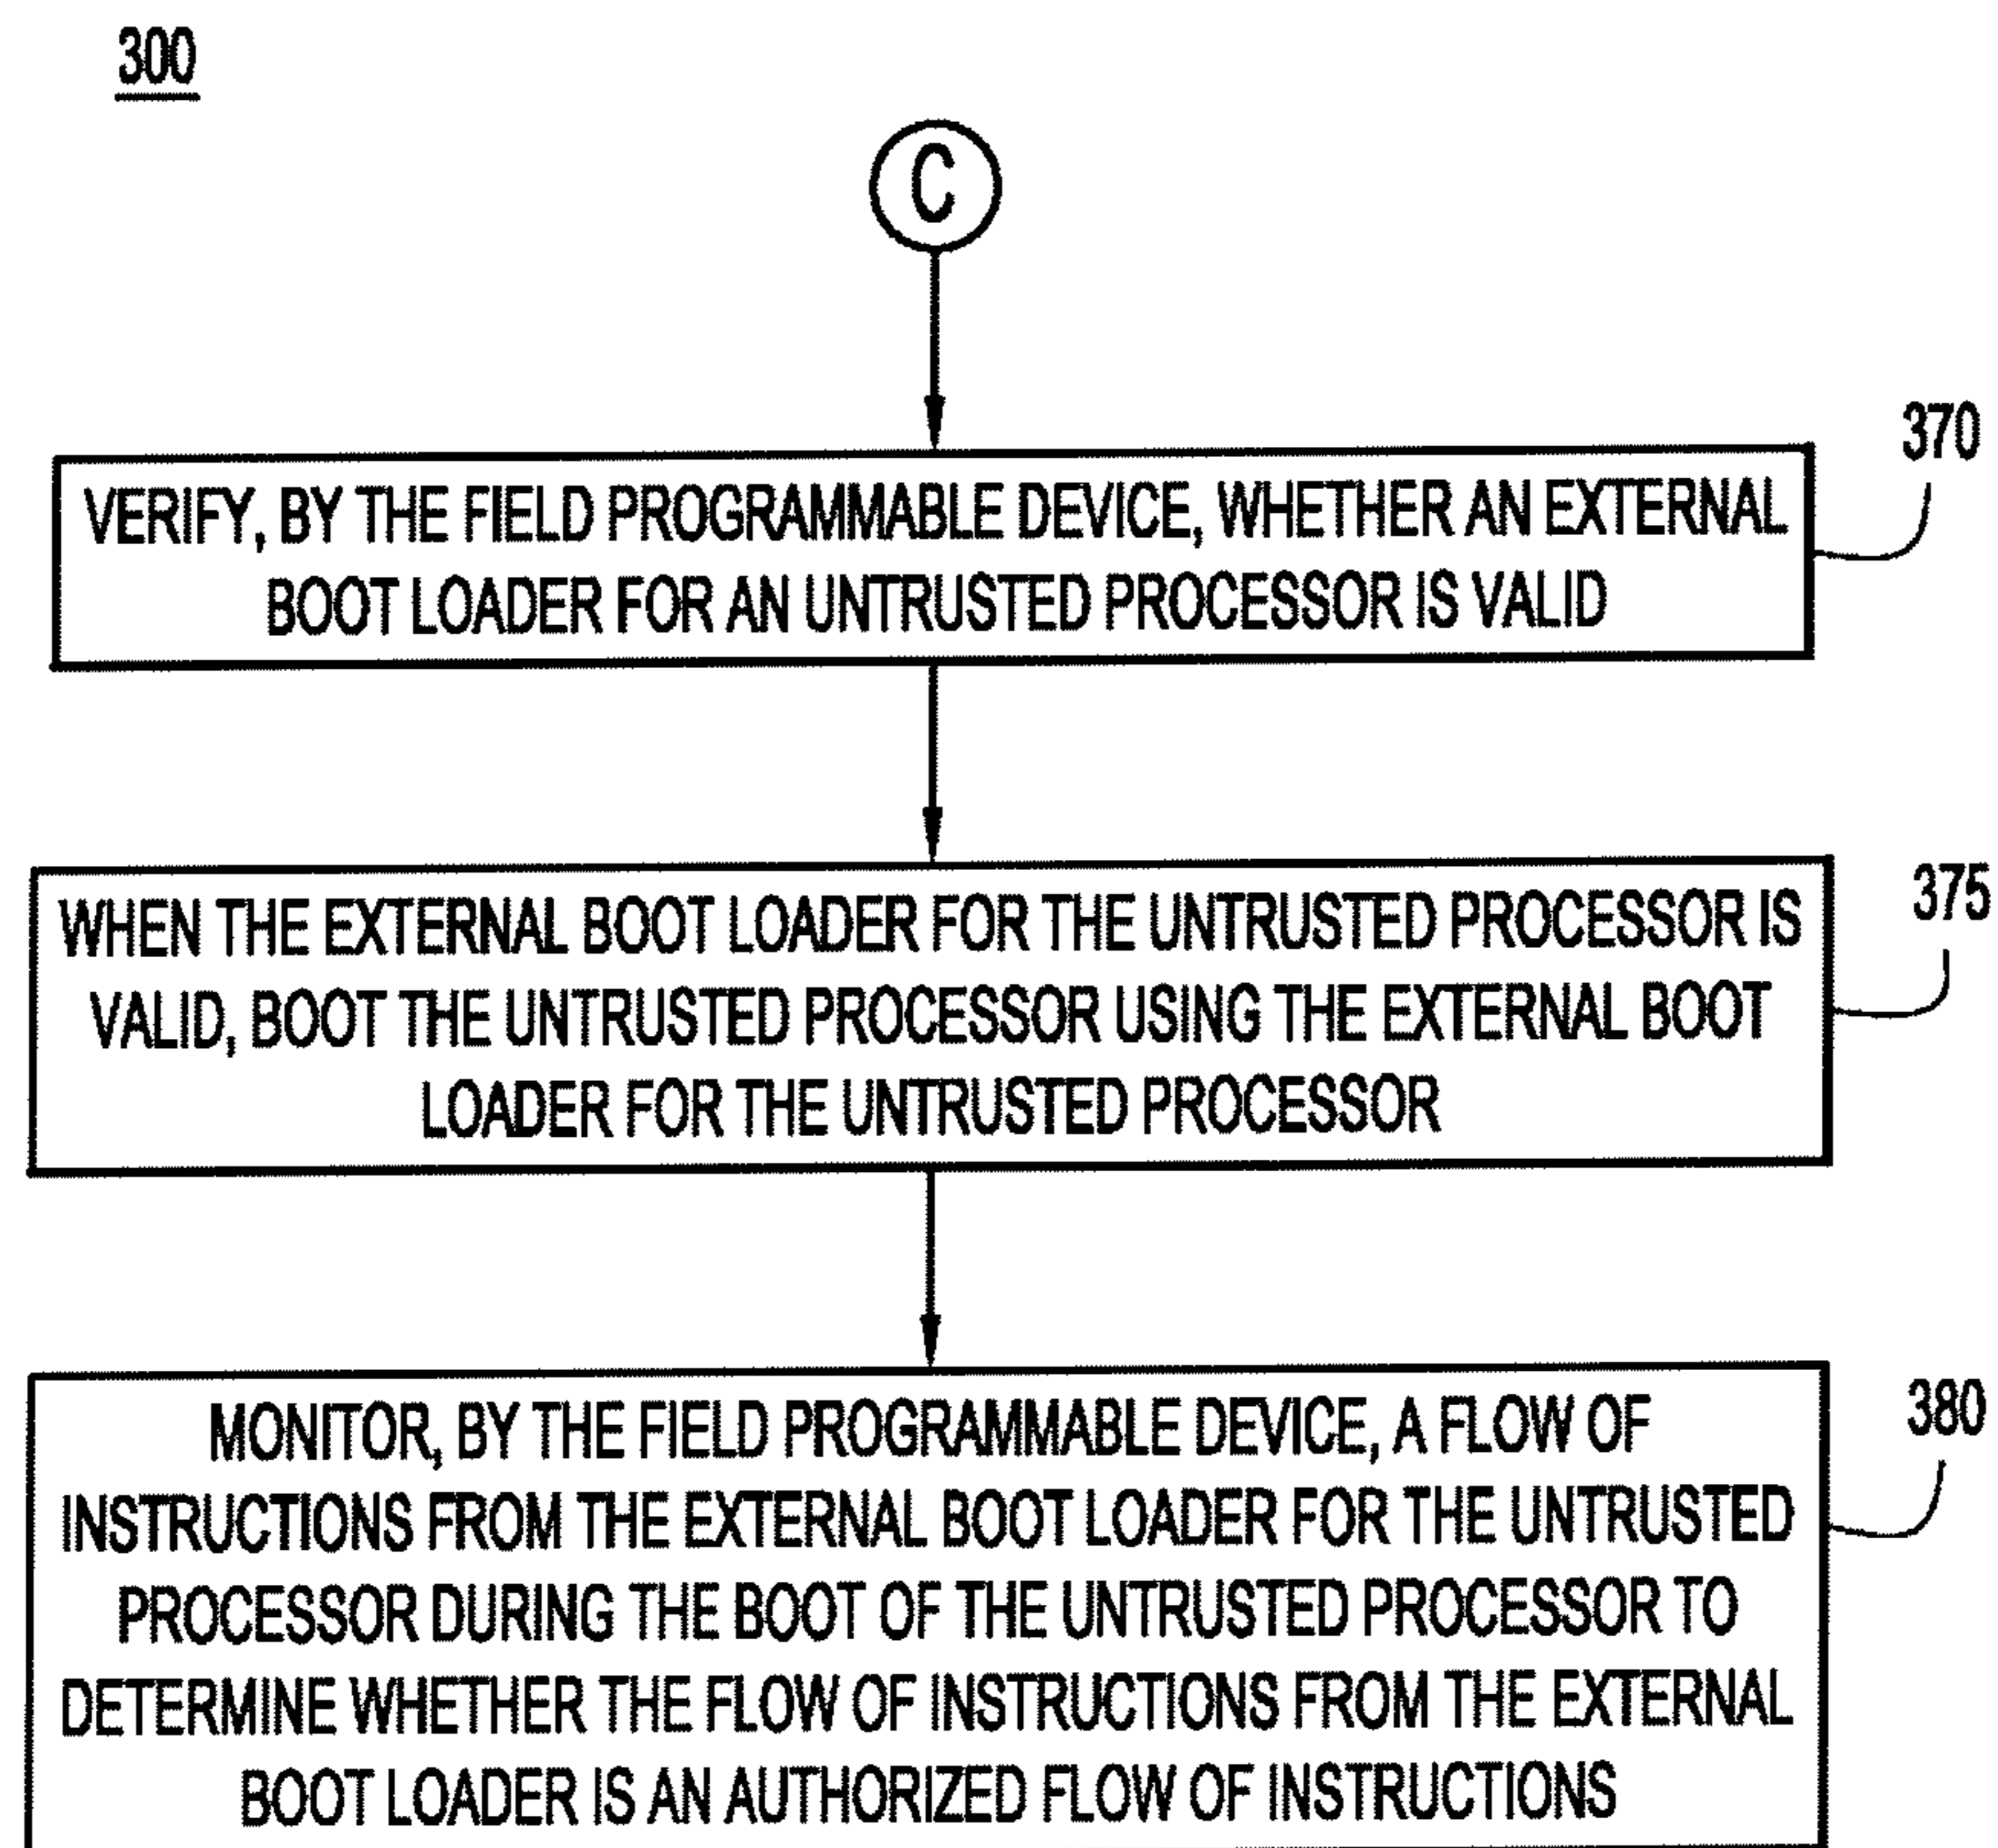 300
C
370
VERIFY, BY THE FIELD PROGRAMMABLE DEVICE, WHETHER AN EXTERNAL
BOOT LOADER FOR AN UNTRUSTED PROCESSOR IS VALID
375
WHEN THE EXTERNAL BOOT LOADER FOR THE UNTRUSTED PROCESSOR IS
VALID, BOOT THE UNTRUSTED PROCESSOR USING THE EXTERNAL BOOT
LOADER FOR THE UNTRUSTED PROCESSOR
380
MONITOR, BY THE FIELD PROGRAMMABLE DEVICE, A FLOW OF
INSTRUCTIONS FROM THE EXTERNAL BOOT LOADER FOR THE UNTRUSTED
PROCESSOR DURING THE BOOT OF THE UNTRUSTED PROCESSOR TO
DETERMINE WHETHER THE FLOW OF INSTRUCTIONS FROM THE EXTERNAL
BOOT LOADER IS AN AUTHORIZED FLOW OF INSTRUCTIONS